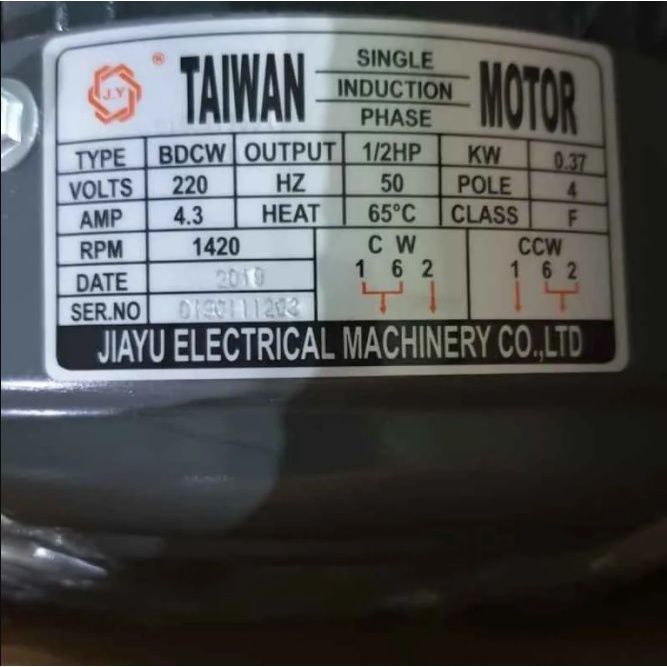 J.Y ®
TAIWAN SINGLE INDUCTION PHASE MOTOR
TYPE BDCW OUTPUT 1/2HP KW 0.37
VOLTS 220 HZ 50 POLE 4
AMP 4.3 HEAT 65°C CLASS F
RPM 1420 C W CCW
1 6 2 1 6 2
DATE 2019
SER.NO
JIAYU ELECTRICAL MACHINERY CO.,LTD